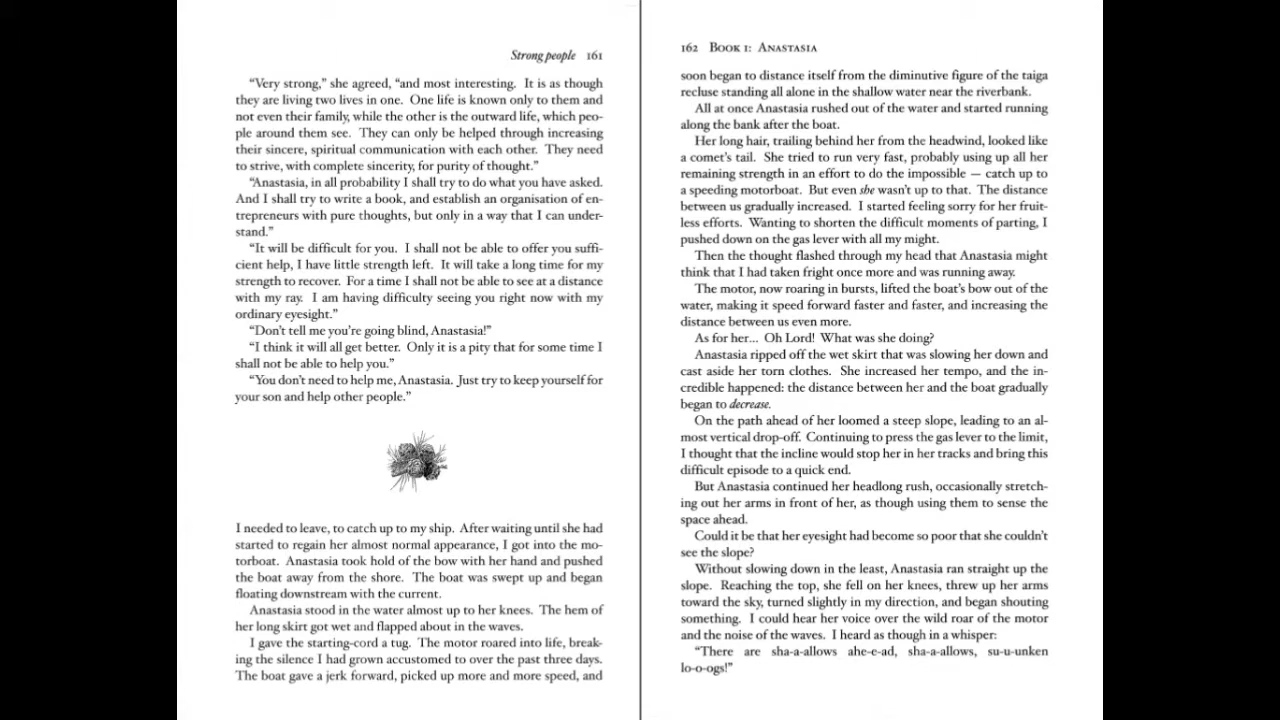 Strong people 161
“Very strong,” she agreed, “and most interesting. It is as though
they are living two lives in one. One life is known only to them and
not even their family, while the other is the outward life, which peo-
ple around them see. They can only be helped through increasing
their sincere, spiritual communication with each other. They need
to strive, with complete sincerity, for purity of thought.”
“Anastasia, in all probability I shall try to do what you have asked.
And I shall try to write a book, and establish an organisation of en-
trepreneurs with pure thoughts, but only in a way that I can under-
stand.”
“It will be difficult for you. I shall not be able to offer you suffi-
cient help, I have little strength left. It will take a long time for my
strength to recover. For a time I shall not be able to see at a distance
with my ray. I am having difficulty seeing you right now with my
ordinary eyesight.”
“Don’t tell me you’re going blind, Anastasia!”
“I think it will all get better. Only it is a pity that for some time I
shall not be able to help you.”
“You don’t need to help me, Anastasia. Just try to keep yourself for
your son and help other people.”
I needed to leave, to catch up to my ship. After waiting until she had
started to regain her almost normal appearance, I got into the mo-
torboat. Anastasia took hold of the bow with her hand and pushed
the boat away from the shore. The boat was swept up and began
floating downstream with the current.
Anastasia stood in the water almost up to her knees. The hem of
her long skirt got wet and flapped about in the waves.
I gave the starting-cord a tug. The motor roared into life, break-
ing the silence I had grown accustomed to over the past three days.
The boat gave a jerk forward, picked up more and more speed, and
162 Book 1: Anastasia
soon began to distance itself from the diminutive figure of the taiga
recluse standing all alone in the shallow water near the riverbank.
All at once Anastasia rushed out of the water and started running
along the bank after the boat.
Her long hair, trailing behind her from the headwind, looked like
a comet’s tail. She tried to run very fast, probably using up all her
remaining strength in an effort to do the impossible — catch up to
a speeding motorboat. But even she wasn’t up to that. The distance
between us gradually increased. I started feeling sorry for her fruit-
less efforts. Wanting to shorten the difficult moments of parting, I
pushed down on the gas lever with all my might.
Then the thought flashed through my head that Anastasia might
think that I had taken fright once more and was running away.
The motor, now roaring in bursts, lifted the boat’s bow out of the
water, making it speed forward faster and faster, and increasing the
distance between us even more.
As for her... Oh Lord! What was she doing?
Anastasia ripped off the wet skirt that was slowing her down and
cast aside her torn clothes. She increased her tempo, and the in-
credible happened: the distance between her and the boat gradually
began to decrease.
On the path ahead of her loomed a steep slope, leading to an al-
most vertical drop-off. Continuing to press the gas lever to the limit,
I thought that the incline would stop her in her tracks and bring this
difficult episode to a quick end.
But Anastasia continued her headlong rush, occasionally stretch-
ing out her arms in front of her, as though using them to sense the
space ahead.
Could it be that her eyesight had become so poor that she couldn’t
see the slope?
Without slowing down in the least, Anastasia ran straight up the
slope. Reaching the top, she fell on her knees, threw up her arms
toward the sky, turned slightly in my direction, and began shouting
something. I could hear her voice over the wild roar of the motor
and the noise of the waves. I heard as though in a whisper:
“There are sha-a-allows ahe-e-ad, sha-a-allows, su-u-unken
lo-o-ogs!”